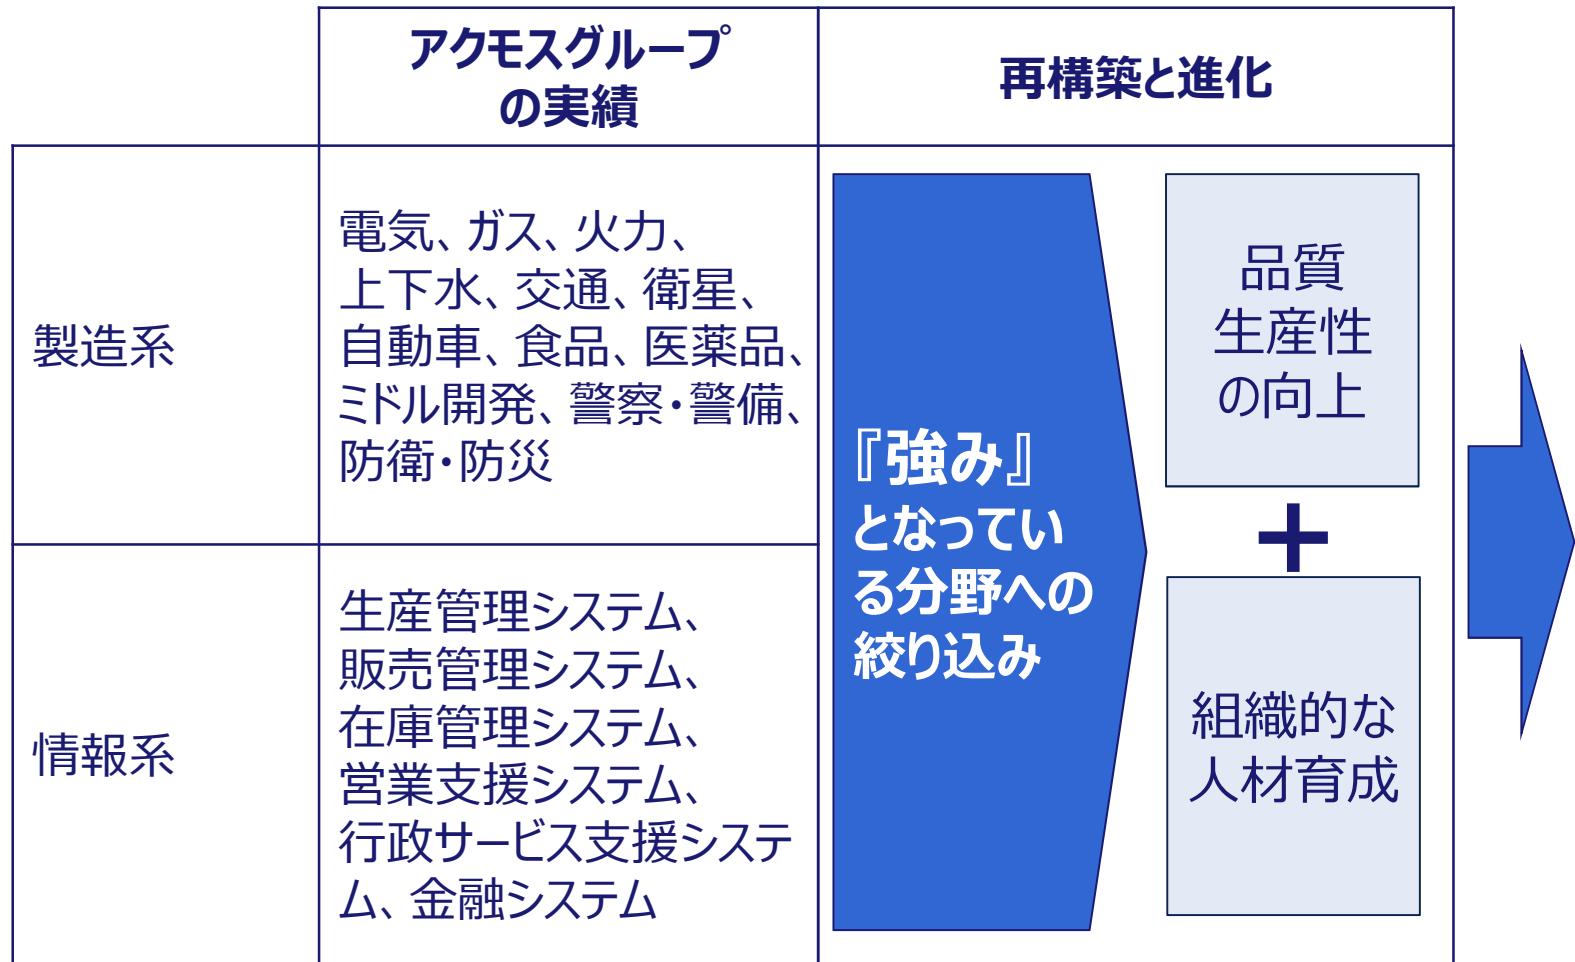 アクモスグループ
の実績
再構築と進化
製造系
電気、ガス、火力、
上下水、交通、衛星、
自動車、食品、医薬品、
ミドル開発、警察・警備、
防衛・防災
情報系
生産管理システム、
販売管理システム、
在庫管理システム、
営業支援システム、
行政サービス支援システ
ム、金融システム
『強み』
となってい
る分野への
絞り込み
品質
生産性
の向上
+
組織的な
人材育成